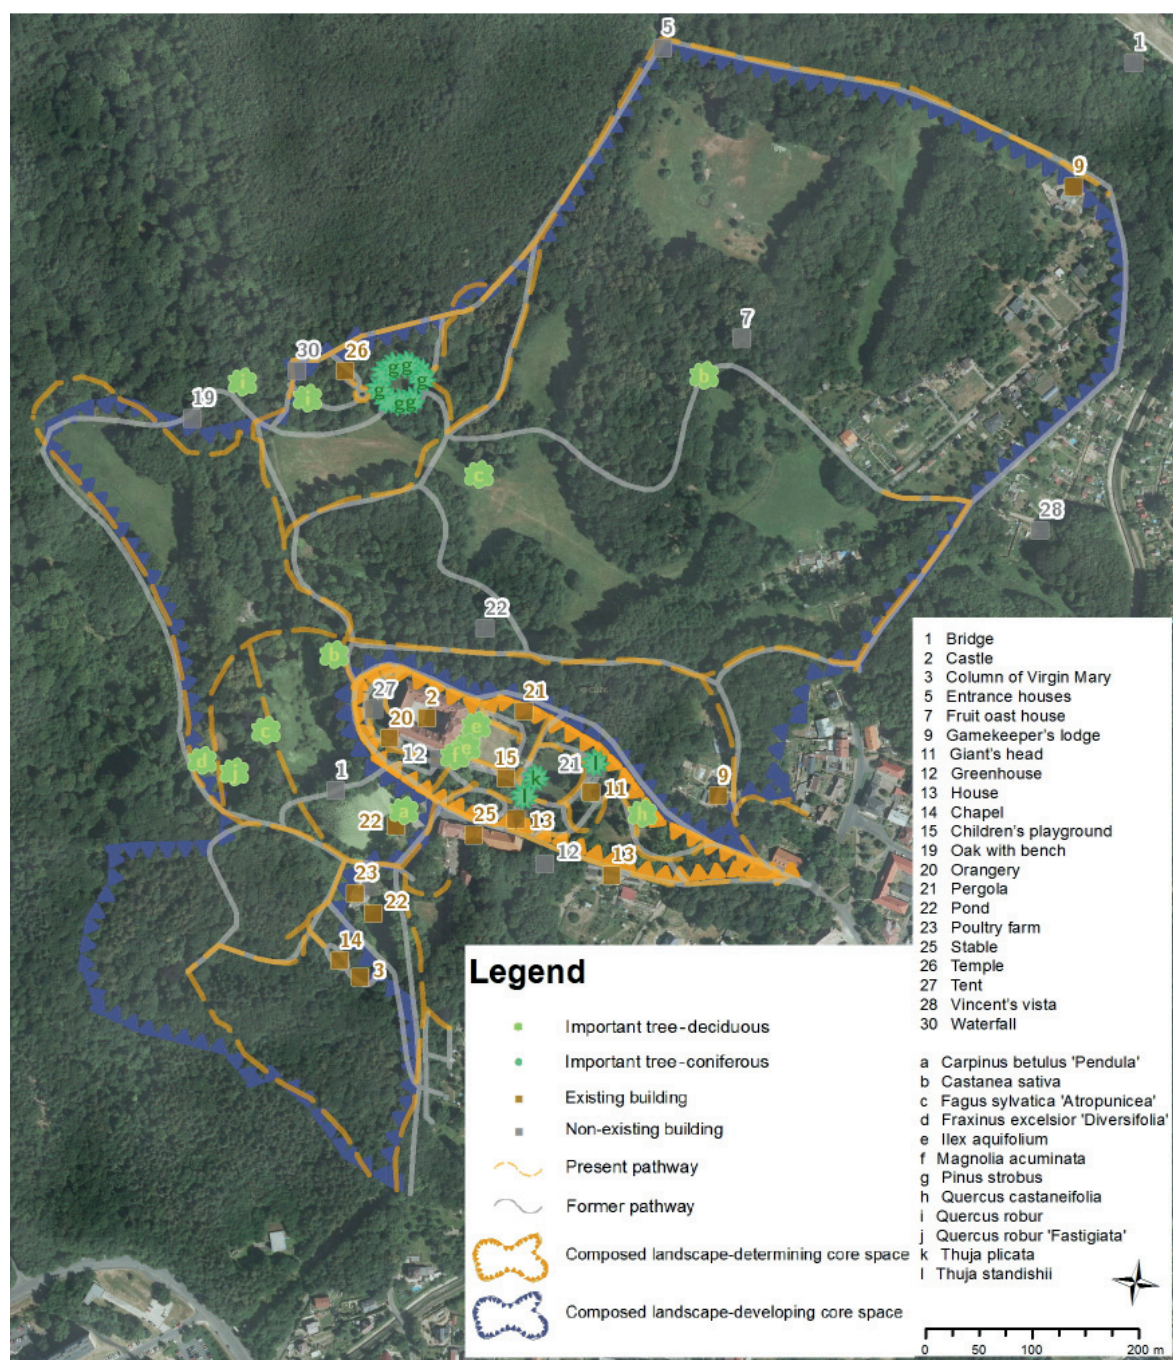 5
1
9
7
30
26
i
g g g g g g
b
19
i
c
28
22
b
27
2
21
20
e
c
12
f e
d
j
15
21
l
k
1
l
11
9
a
h
22
25
13
12
13
23
22
14
3
1 Bridge
2 Castle
3 Column of Virgin Mary
5 Entrance houses
7 Fruit oast house
9 Gamekeeper's lodge
11 Giant's head
12 Greenhouse
13 House
14 Chapel
15 Children's playground
19 Oak with bench
20 Orangery
21 Pergola
22 Pond
23 Poultry farm
25 Stable
26 Temple
27 Tent
28 Vincent's vista
30 Waterfall
a Carpinus betulus 'Pendula'
b Castanea sativa
c Fagus sylvatica 'Atropunicea'
d Fraxinus excelsior 'Diversifolia'
e Ilex aquifolium
f Magnolia acuminata
g Pinus strobus
h Quercus castaneifolia
i Quercus robur
j Quercus robur 'Fastigiata'
k Thuja plicata
l Thuja standishii
Legend
Important tree-deciduous
Important tree-coniferous
Existing building
Non-existing building
Present pathway
Former pathway
Composed landscape-determining core space
Composed landscape-developing core space
0 50 100 200 m